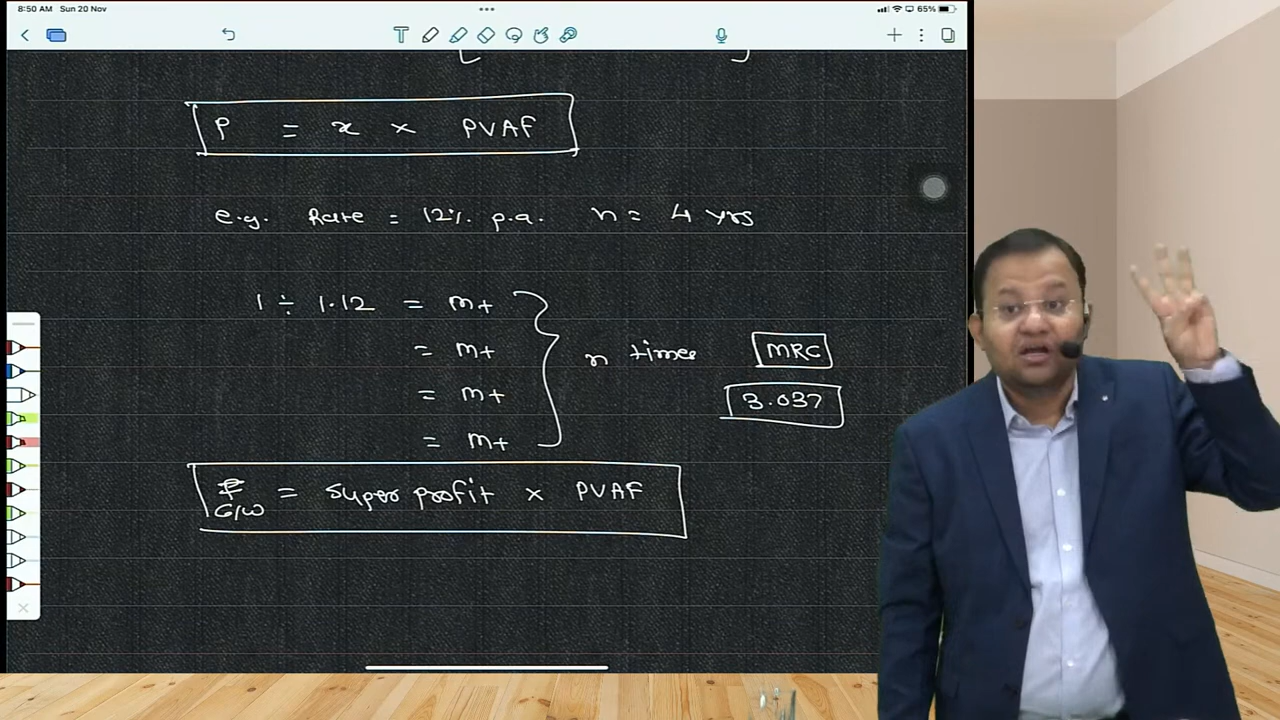 8:50 AM Sun 20 Nov
65%
T
P = x × PVAF
e.g. Rate = 12% p.a. n = 4 yrs
1 ÷ 1.12 = m+
= m+
= m+
= m+
n times
MRC
3.037
G/W = super profit × PVAF